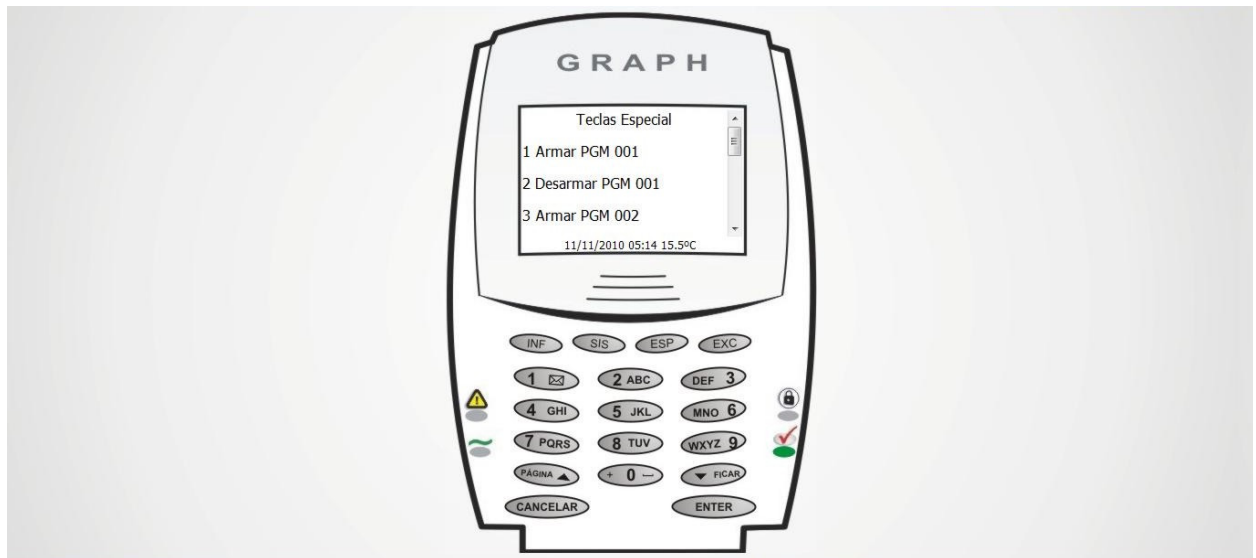 GRAPH
Teclas Especial
1 Armar PGM 001
2 Desarmar PGM 001
3 Armar PGM 002
11/11/2010 05:14 15.5ºC
INF SIS ESP EXC
1 2 ABC DEF 3
4 GHI 5 JKL MNO 6
7 PQRS 8 TUV WXYZ 9
PÁGINA + 0 FICAR
CANCELAR ENTER